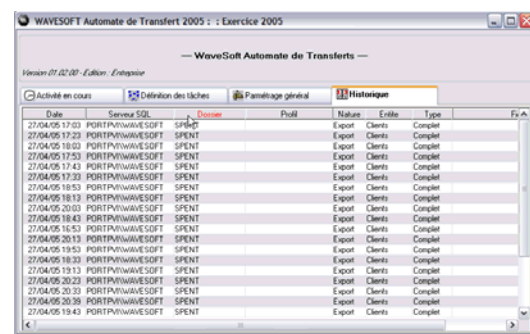 WAVESOFT Automate de Transfert 2005 : : Exercice 2005
— WaveSoft Automate de Transferts —
Version 01.02.00 - Edition : Entreprise
Activité en cours Définition des tâches Paramétrage général Historique
Date Serveur SQL Dossier Profil Nature Entite Type
27/04/05 17:03 PORTPVI\WAVESOFT SPENT Export Clients Complet
27/04/05 17:23 PORTPVI\WAVESOFT SPENT Export Clients Complet
27/04/05 18:03 PORTPVI\WAVESOFT SPENT Export Clients Complet
27/04/05 17:53 PORTPVI\WAVESOFT SPENT Export Clients Complet
27/04/05 17:43 PORTPVI\WAVESOFT SPENT Export Clients Complet
27/04/05 17:33 PORTPVI\WAVESOFT SPENT Export Clients Complet
27/04/05 18:53 PORTPVI\WAVESOFT SPENT Export Clients Complet
27/04/05 18:13 PORTPVI\WAVESOFT SPENT Export Clients Complet
27/04/05 20:03 PORTPVI\WAVESOFT SPENT Export Clients Complet
27/04/05 18:43 PORTPVI\WAVESOFT SPENT Export Clients Complet
27/04/05 16:53 PORTPVI\WAVESOFT SPENT Export Clients Complet
27/04/05 20:13 PORTPVI\WAVESOFT SPENT Export Clients Complet
27/04/05 19:53 PORTPVI\WAVESOFT SPENT Export Clients Complet
27/04/05 18:33 PORTPVI\WAVESOFT SPENT Export Clients Complet
27/04/05 19:13 PORTPVI\WAVESOFT SPENT Export Clients Complet
27/04/05 20:23 PORTPVI\WAVESOFT SPENT Export Clients Complet
27/04/05 20:33 PORTPVI\WAVESOFT SPENT Export Clients Complet
27/04/05 20:39 PORTPVI\WAVESOFT SPENT Export Clients Complet
27/04/05 19:43 PORTPVI\WAVESOFT SPENT Export Clients Complet